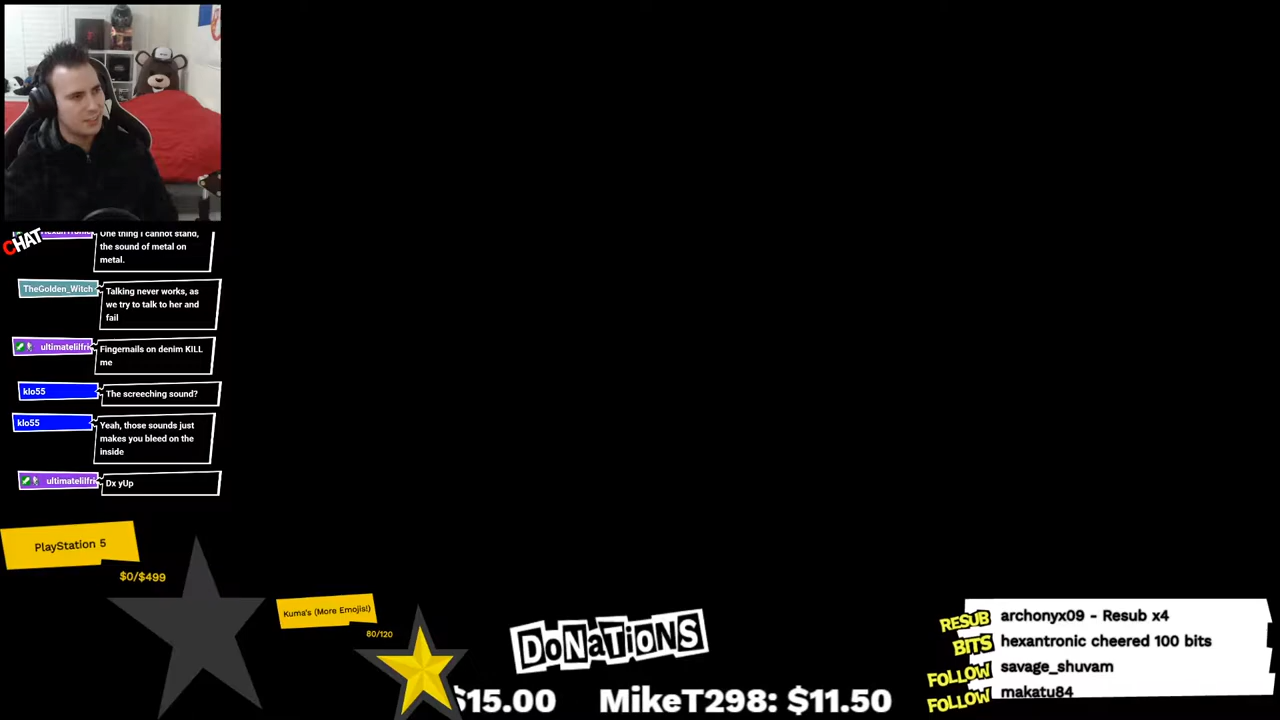 CHAT
One thing I cannot stand,
the sound of metal on
metal.
TheGolden_Witch
Talking never works, as
we try to talk to her and
fail
ultimatelilfri
Fingernails on denim KILL
me
klo55
The screeching sound?
klo55
Yeah, those sounds just
makes you bleed on the
inside
ultimatelilfri
Dx yUp
PlayStation 5
$0/$499
Kuma's (More Emojis!)
80/120
DoNATiONS
$15.00 MikeT298: $11.50
RESUB archonyx09 - Resub x4
BITS hexantronic cheered 100 bits
FOLLOW savage_shuvam
FOLLOW makatu84